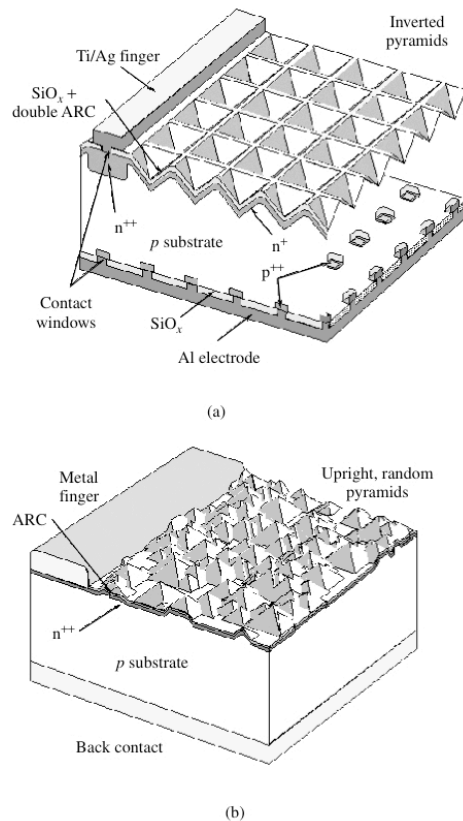 Inverted
pyramids
Ti/Ag finger
SiOx +
double ARC
n++
p substrate
n+
p++
Contact
windows
SiOx
Al electrode
(a)
Metal
finger
Upright, random
pyramids
ARC
n++
p substrate
Back contact
(b)